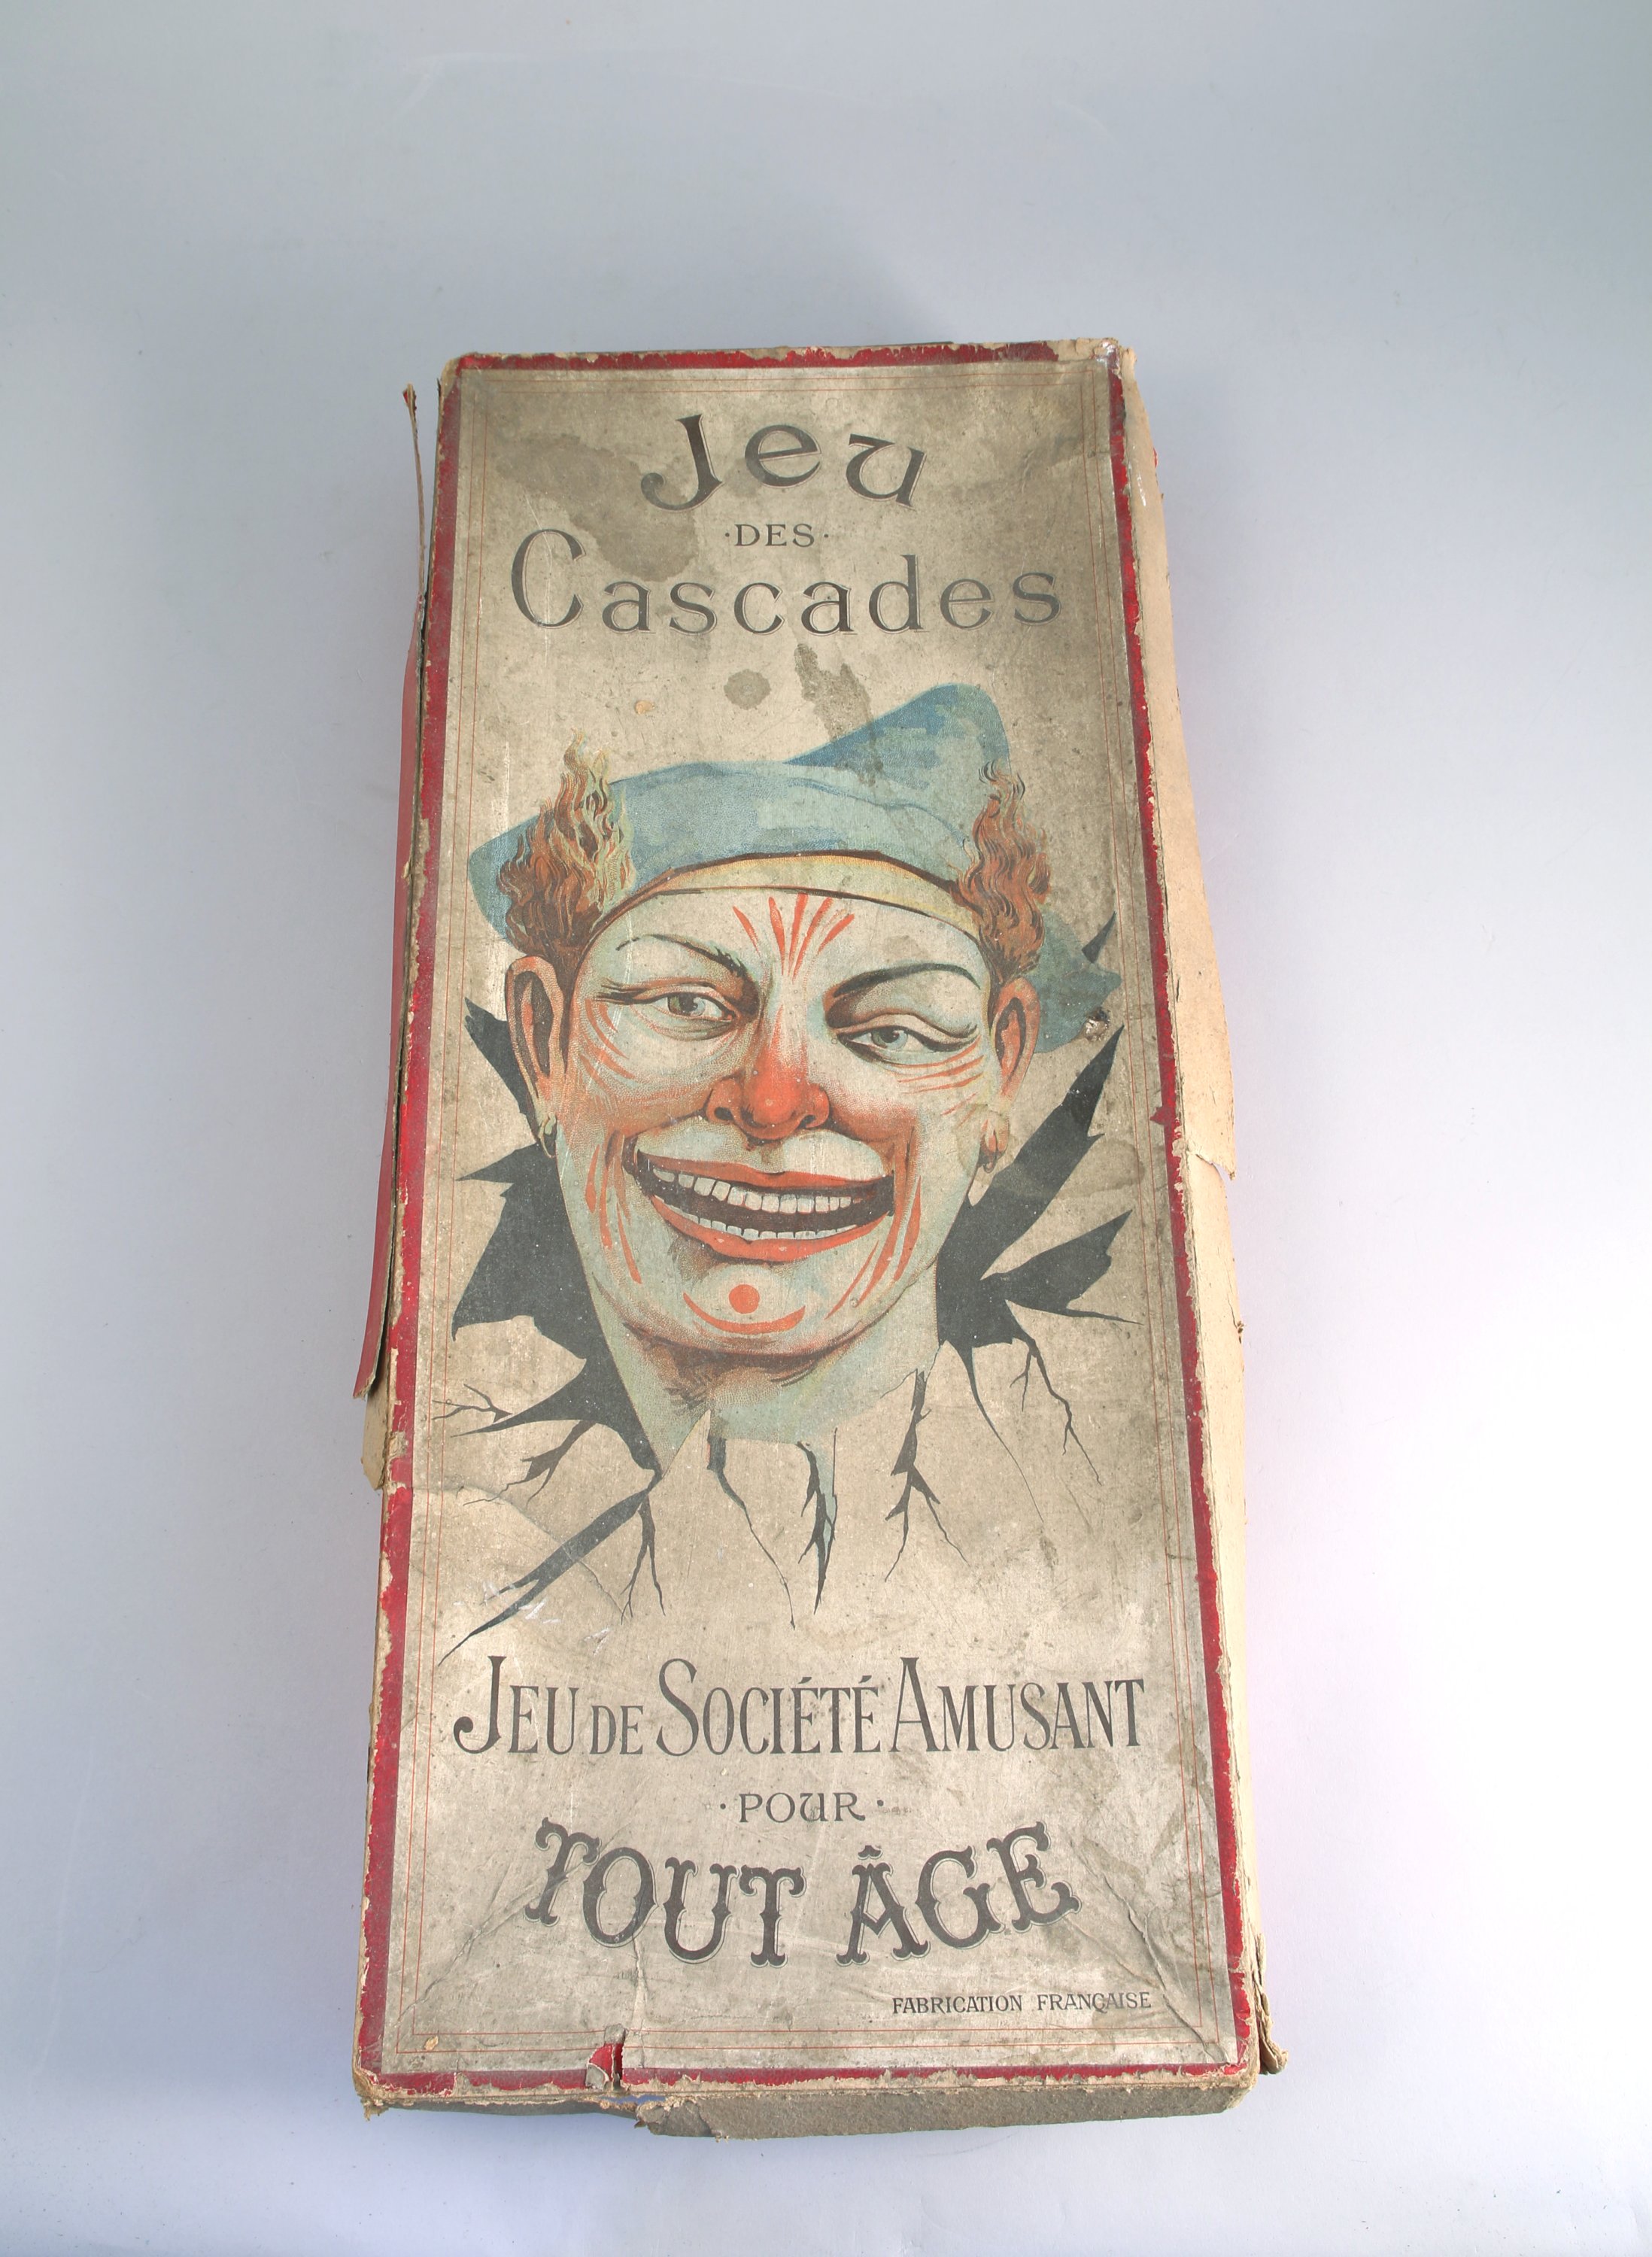 Jeu
·DES·
Cascades
JEU DE SOCIÉTÉ AMUSANT
·POUR·
TOUT ÂGE
FABRICATION FRANÇAISE